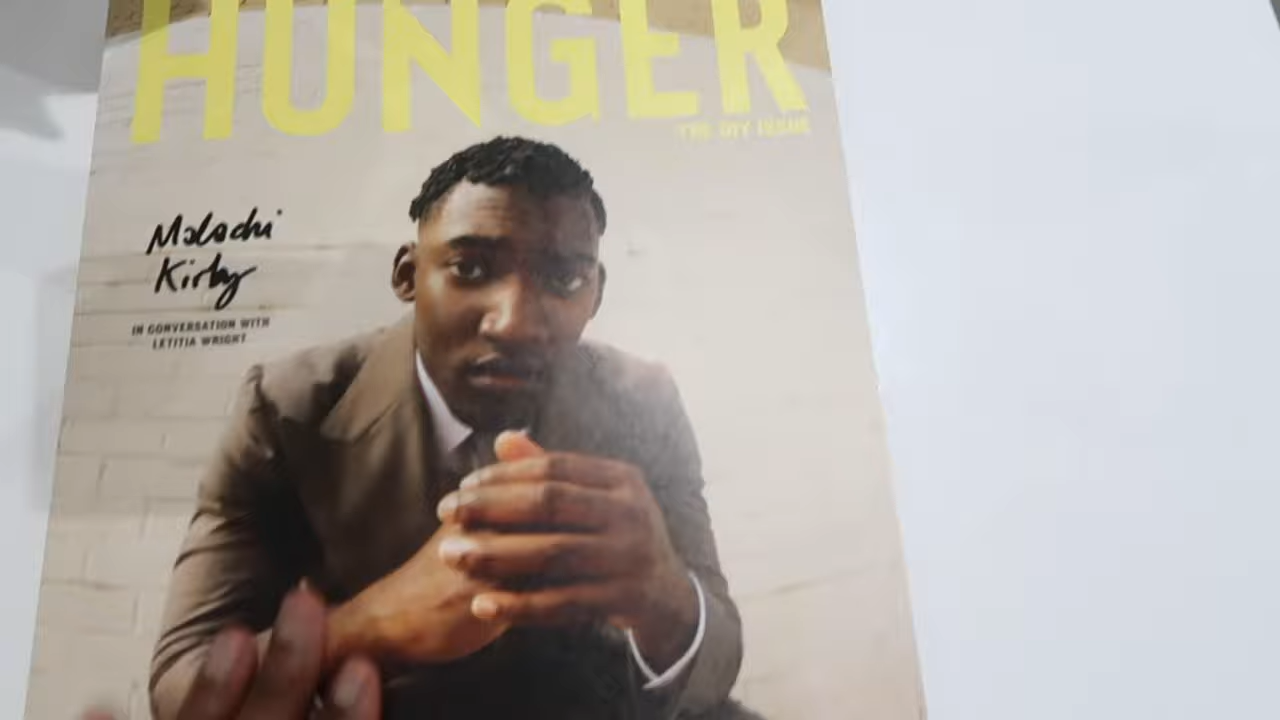 HUNGER
THE DIY ISSUE
Malachi
Kirby
IN CONVERSATION WITH
LETITIA WRIGHT